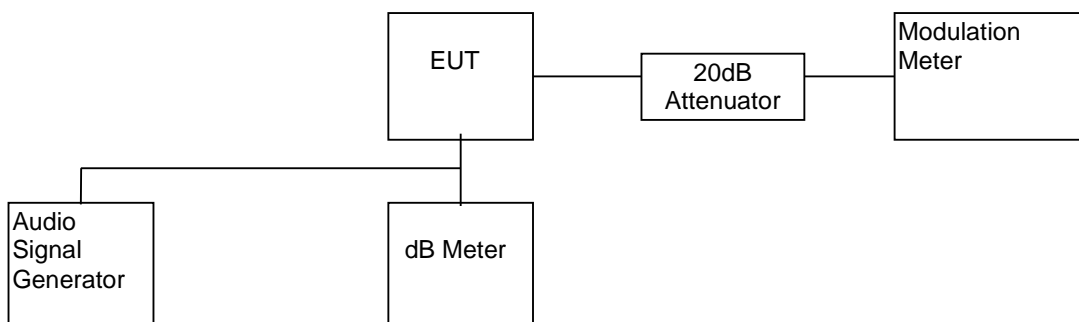 EUT
20dB
Attenuator
Modulation
Meter
Audio
Signal
Generator
dB Meter